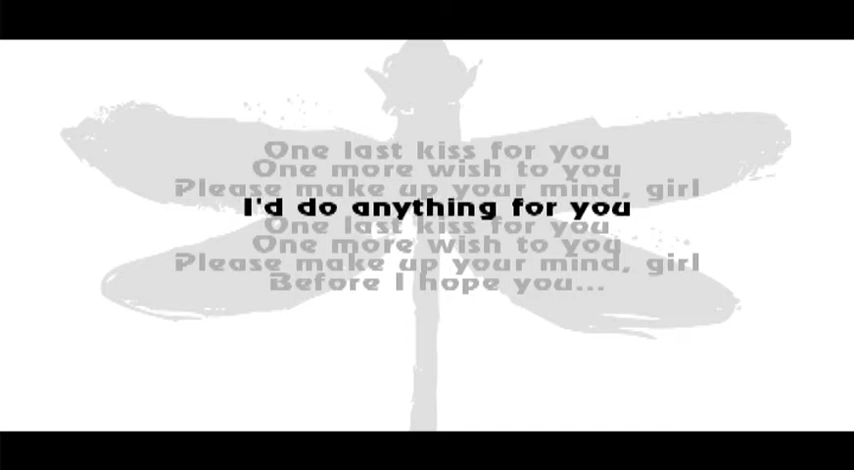 One last kiss for you
One more wish to you
Please make up your mind, girl
I'd do anything for you
One last kiss for you
One more wish to you
Please make up your mind, girl
Before I hope you...